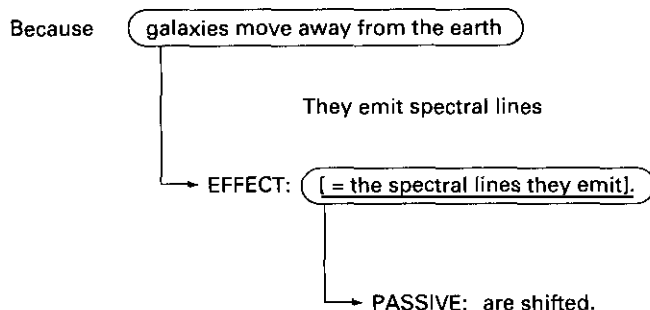 Because galaxies move away from the earth
They emit spectral lines
EFFECT: [ = the spectral lines they emit].
PASSIVE: are shifted.